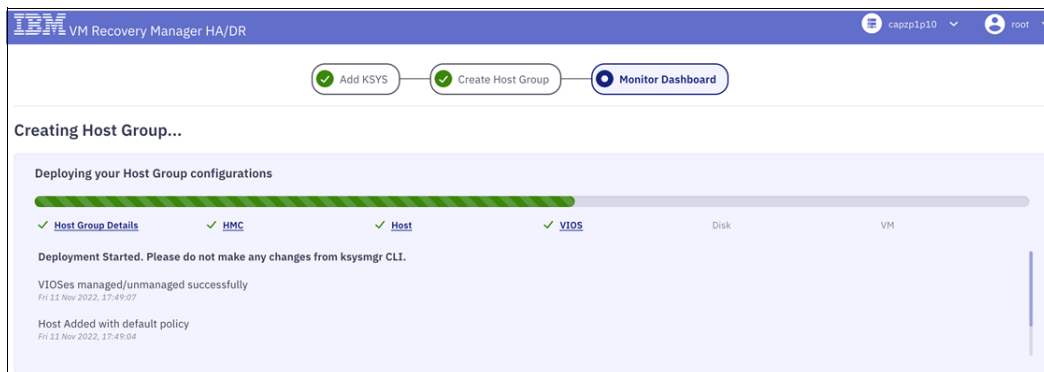 IBM VM Recovery Manager HA/DR capzp1p10 root
Add KSYS Create Host Group Monitor Dashboard
Creating Host Group...
Deploying your Host Group configurations
Host Group Details HMC Host VIOS Disk VM
Deployment Started. Please do not make any changes from ksysmgr CLI.
VIOSes managed/unmanaged successfully
Fri 11 Nov 2022, 17:49:07
Host Added with default policy
Fri 11 Nov 2022, 17:49:04